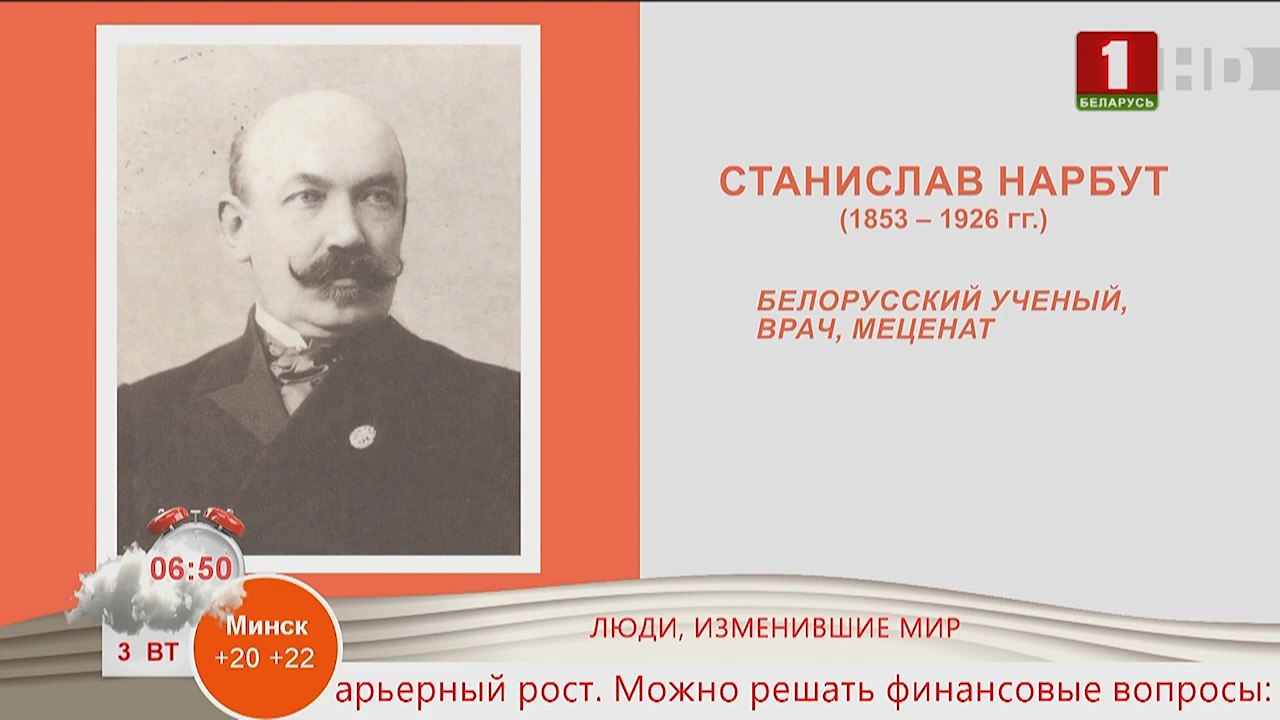 1
БЕЛАРУСЬ
HD
СТАНИСЛАВ НАРБУТ
(1853 – 1926 гг.)
БЕЛОРУССКИЙ УЧЕНЫЙ,
ВРАЧ, МЕЦЕНАТ
06:50
Минск
3 ВТ
+20 +22
ЛЮДИ, ИЗМЕНИВШИЕ МИР
арьерный рост. Можно решать финансовые вопросы: